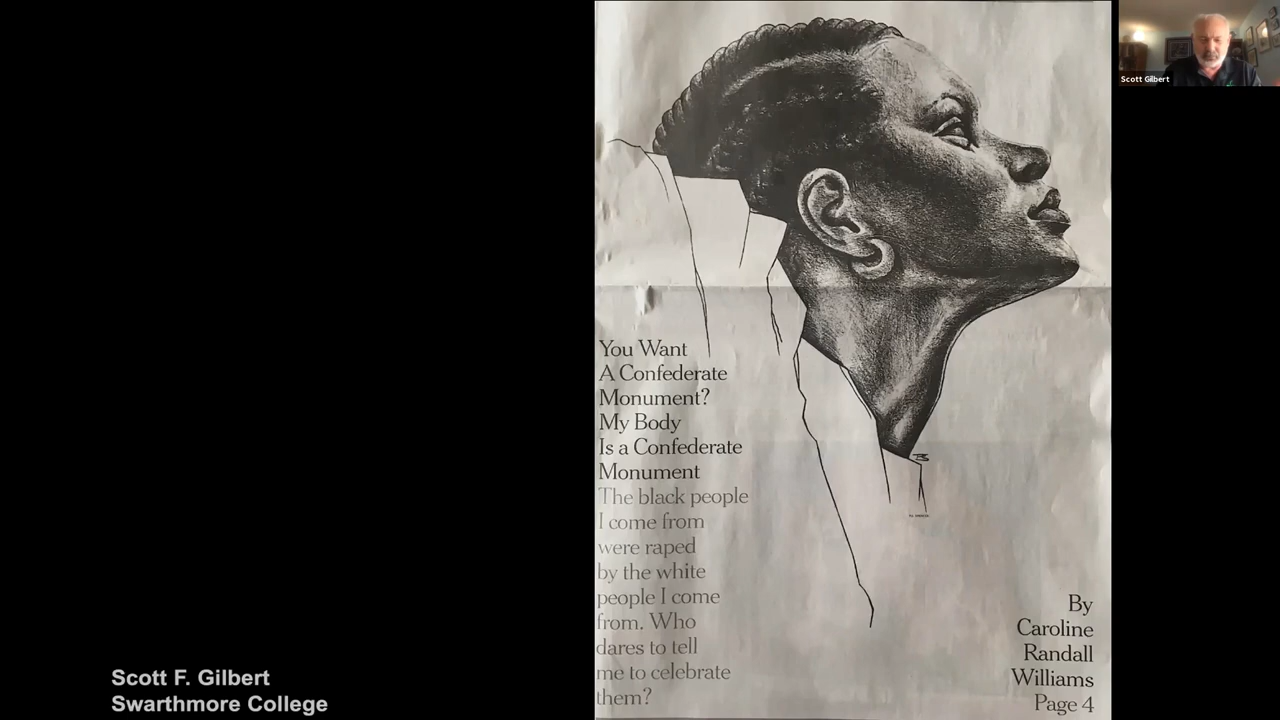 Scott Gilbert
You Want
A Confederate
Monument?
My Body
Is a Confederate
Monument
The black people
I come from
were raped
by the white
people I come
from. Who
dares to tell
me to celebrate
them?
By
Caroline
Randall
Williams
Page 4
Scott F. Gilbert
Swarthmore College